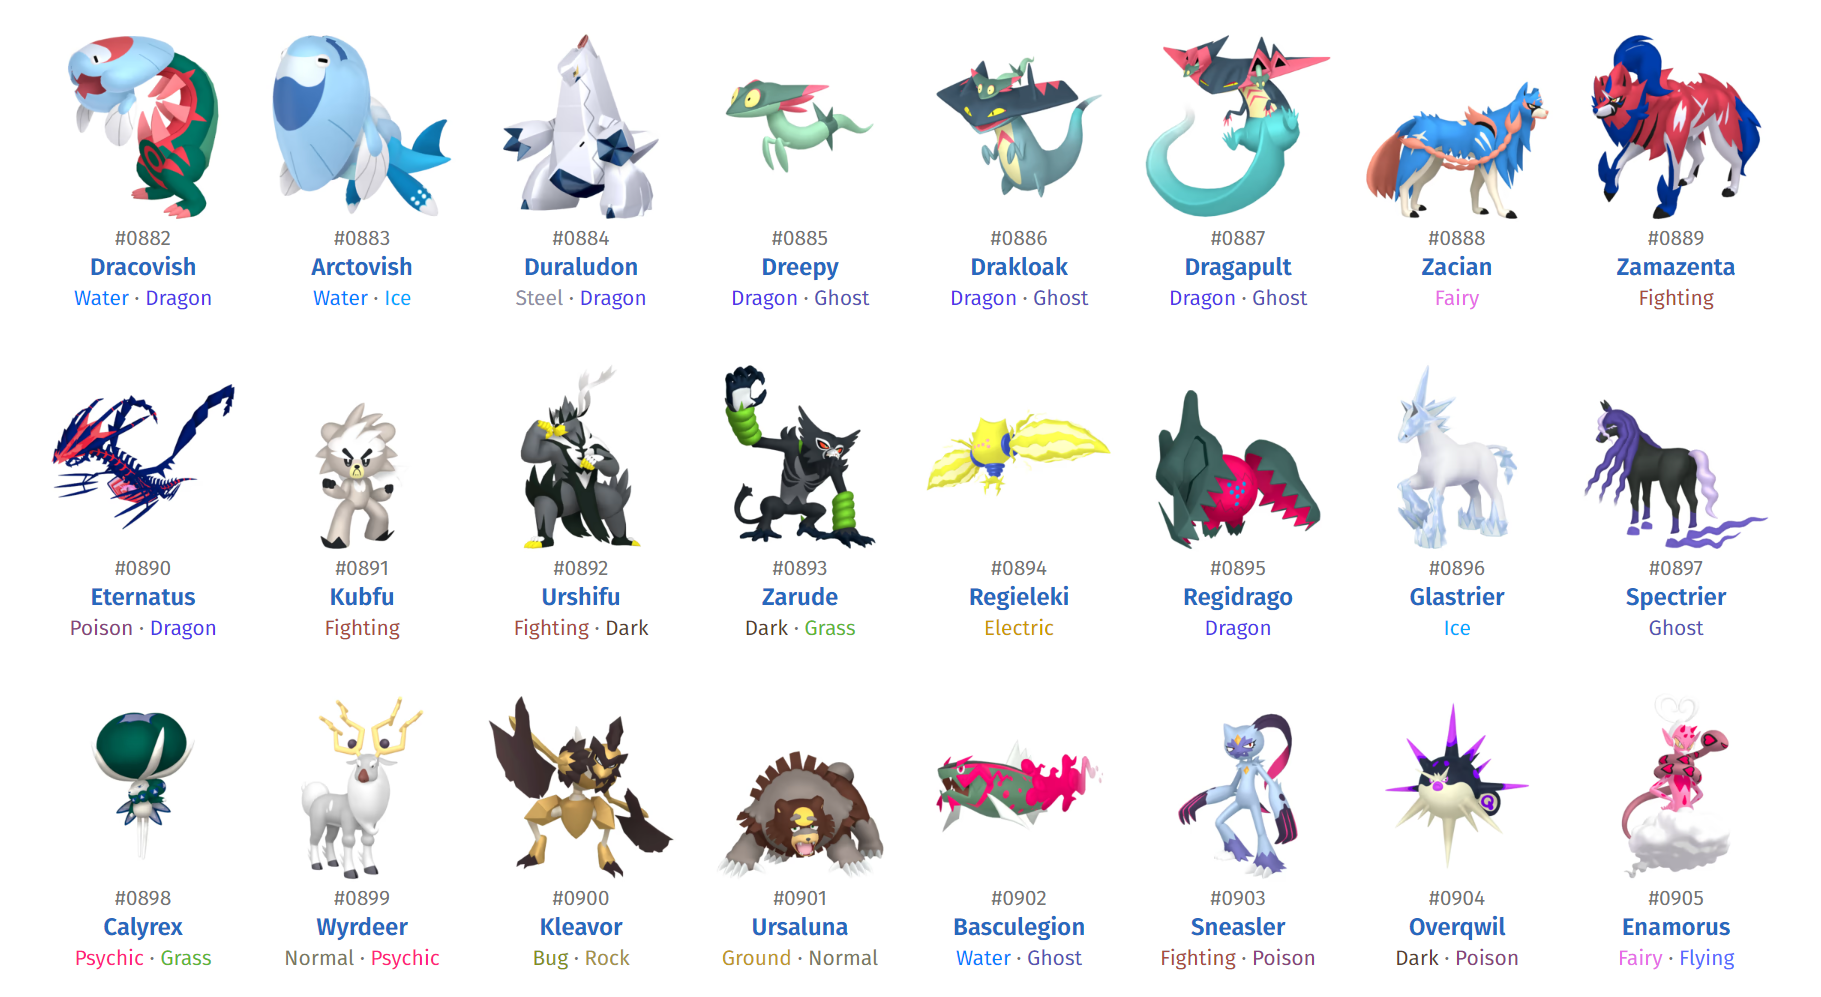 #0882 #0883 #0884 #0885 #0886 #0887 #0888 #0889
Dracovish Arctovish Duraludon Dreepy Drakloak Dragapult Zacian Zamazenta
Water · Dragon Water · Ice Steel · Dragon Dragon · Ghost Dragon · Ghost Dragon · Ghost Fairy Fighting
#0890 #0891 #0892 #0893 #0894 #0895 #0896 #0897
Eternatus Kubfu Urshifu Zarude Regieleki Regidrago Glastrier Spectrier
Poison · Dragon Fighting Fighting · Dark Dark · Grass Electric Dragon Ice Ghost
#0898 #0899 #0900 #0901 #0902 #0903 #0904 #0905
Calyrex Wyrdeer Kleavor Ursaluna Basculegion Sneasler Overqwil Enamorus
Psychic · Grass Normal · Psychic Bug · Rock Ground · Normal Water · Ghost Fighting · Poison Dark · Poison Fairy · Flying